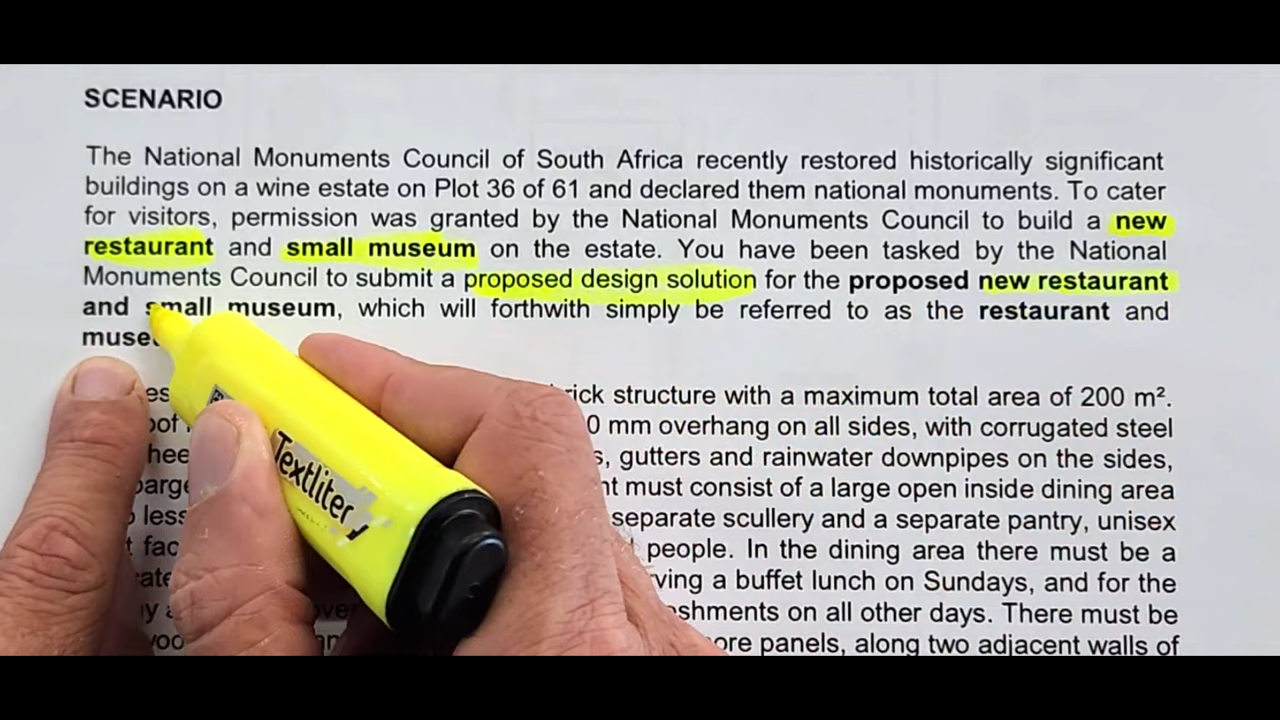 SCENARIO
The National Monuments Council of South Africa recently restored historically significant
buildings on a wine estate on Plot 36 of 61 and declared them national monuments. To cater
for visitors, permission was granted by the National Monuments Council to build a new
restaurant and small museum on the estate. You have been tasked by the National
Monuments Council to submit a proposed design solution for the proposed new restaurant
and small museum, which will forthwith simply be referred to as the restaurant and
structure with a maximum total area of 200 m².
0 mm overhang on all sides, with corrugated steel
gutters and rainwater downpipes on the sides,
must consist of a large open inside dining area
separate scullery and a separate pantry, unisex
people. In the dining area there must be a
a buffet lunch on Sundays, and for the
on all other days. There must be
panels, along two adjacent walls of
Textliter